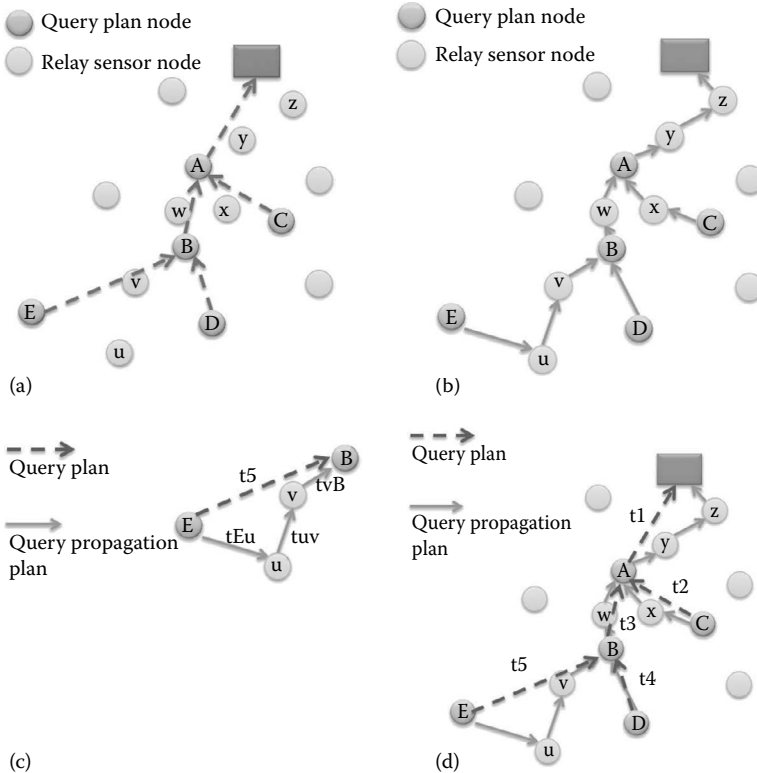 Query plan node
Relay sensor node
z
y
A
w
x
C
B
v
E
D
u
(a)
Query plan node
Relay sensor node
z
y
A
w
x
C
B
v
E
D
u
(b)
Query plan
Query propagation
plan
B
t5
tvB
v
E
tEu
tuv
u
(c)
Query plan
Query propagation
plan
t1
z
y
A
t2
w
x
C
t3
B
t5
v
t4
E
D
u
(d)